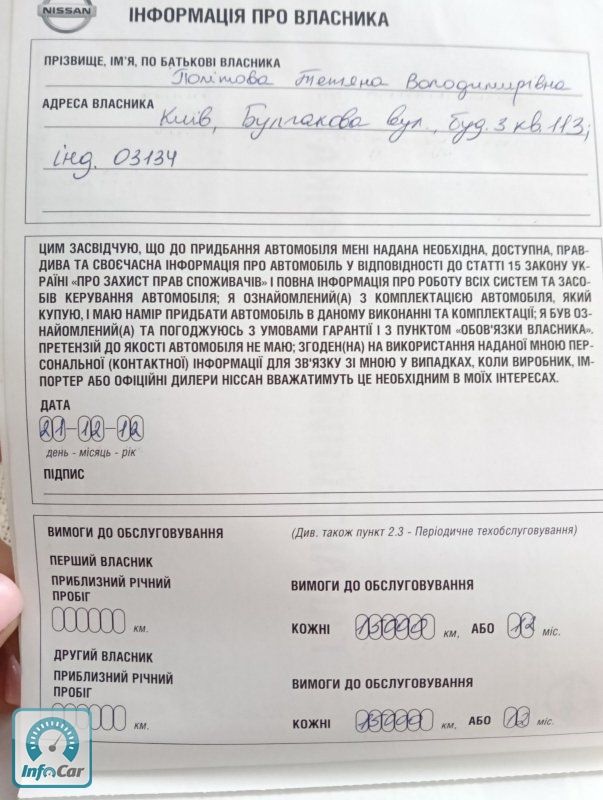 NISSAN
ІНФОРМАЦІЯ ПРО ВЛАСНИКА
ПРІЗВИЩЕ, ІМ'Я, ПО БАТЬКОВІ ВЛАСНИКА
Політова Тетяна Володимирівна
АДРЕСА ВЛАСНИКА Київ, Булгакова вул., буд. 3 кв. 113;
інд. 03134
ЦИМ ЗАСВІДЧУЮ, ЩО ДО ПРИДБАННЯ АВТОМОБІЛЯ МЕНІ НАДАНА НЕОБХІДНА, ДОСТУПНА, ПРАВ-
ДИВА ТА СВОЄЧАСНА ІНФОРМАЦІЯ ПРО АВТОМОБІЛЬ У ВІДПОВІДНОСТІ ДО СТАТТІ 15 ЗАКОНУ УК-
РАЇНІ «ПРО ЗАХИСТ ПРАВ СПОЖИВАЧІВ» І ПОВНА ІНФОРМАЦІЯ ПРО РОБОТУ ВСІХ СИСТЕМ ТА ЗАСО-
БІВ КЕРУВАННЯ АВТОМОБІЛЯ; Я ОЗНАЙОМЛЕНИЙ(А) З КОМПЛЕКТАЦІЄЮ АВТОМОБІЛЯ, ЯКИЙ
КУПУЮ, І МАЮ НАМІР ПРИДБАТИ АВТОМОБІЛЬ В ДАНОМУ ВИКОНАННІ ТА КОМПЛЕКТАЦІЇ; Я БУВ ОЗ-
НАЙОМЛЕНИЙ(А) ТА ПОГОДЖУЮСЬ З УМОВАМИ ГАРАНТІЇ І З ПУНКТОМ «ОБОВ'ЯЗКИ ВЛАСНИКА».
ПРЕТЕНЗІЙ ДО ЯКОСТІ АВТОМОБІЛЯ НЕ МАЮ; ЗГОДЕН(НА) НА ВИКОРИСТАННЯ НАДАНОЇ МНОЮ ПЕР-
СОНАЛЬНОЇ (КОНТАКТНОЇ) ІНФОРМАЦІЇ ДЛЯ ЗВ'ЯЗКУ ЗІ МНОЮ У ВИПАДКАХ, КОЛИ ВИРОБНИК, ІМ-
ПОРТЕР АБО ОФІЦІЙНІ ДИЛЕРИ НІССАН ВВАЖАТИМУТЬ ЦЕ НЕОБХІДНИМ В МОЇХ ІНТЕРЕСАХ.
ДАТА
21-12-12
день - місяць - рік
ПІДПИС
ВИМОГИ ДО ОБСЛУГОВУВАННЯ (Див. також пункт 2.3 - Періодичне техобслуговування)
ПЕРШИЙ ВЛАСНИК
ПРИБЛИЗНИЙ РІЧНИЙ ВИМОГИ ДО ОБСЛУГОВУВАННЯ
ПРОБІГ
км. КОЖНІ км, АБО 12 міс.
ДРУГИЙ ВЛАСНИК
ПРИБЛИЗНИЙ РІЧНИЙ ВИМОГИ ДО ОБСЛУГОВУВАННЯ
ПРОБІГ
км. КОЖНІ км, АБО 12 міс.
InfoCar